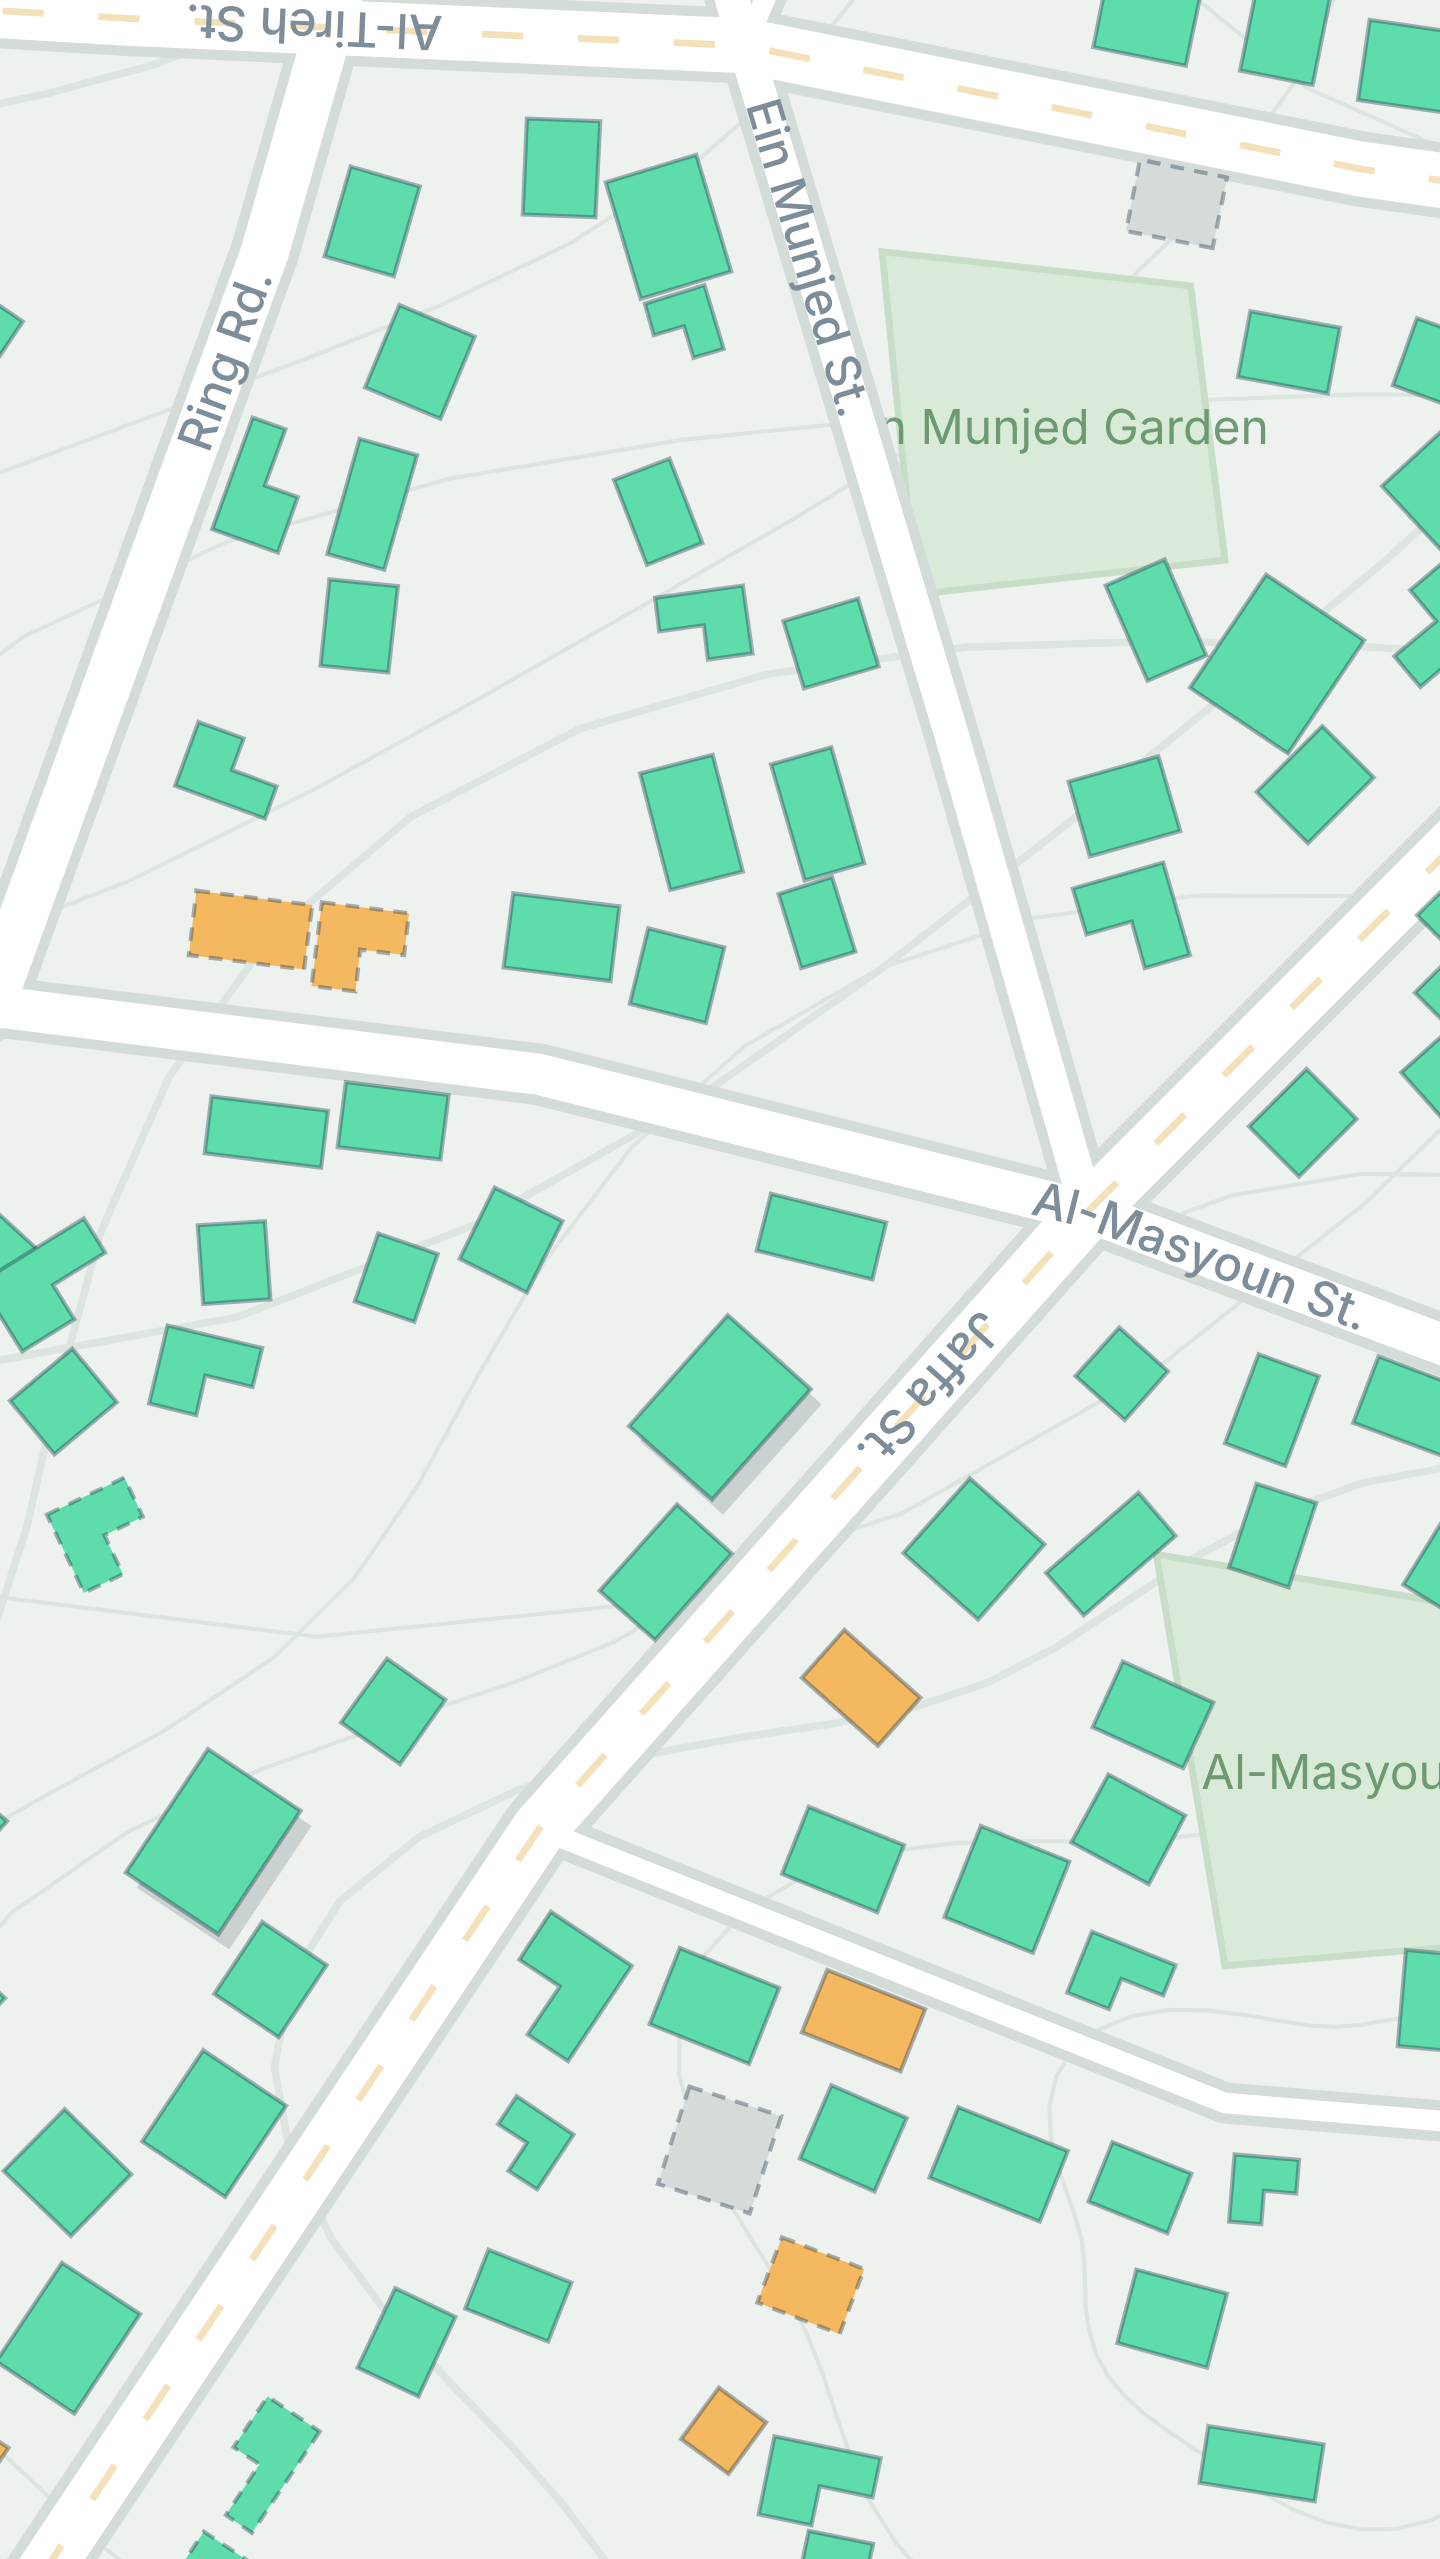 Al-Tireh St.
Ein Munjed St.
Ring Rd.
n Munjed Garden
Al-Masyoun St.
Jaffa St.
Al-Masyou